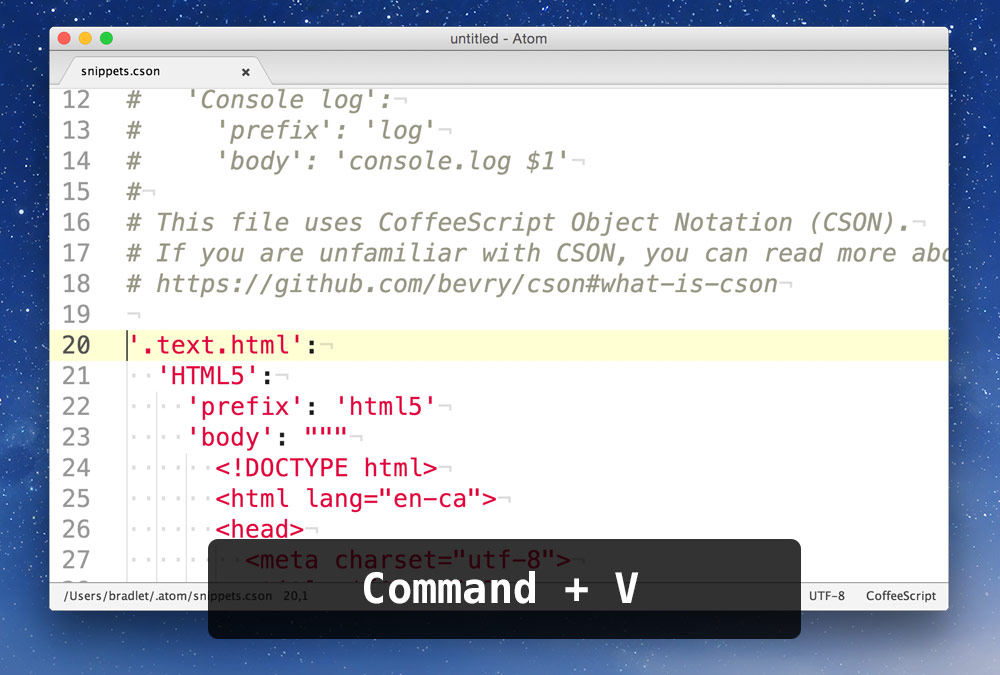 untitled - Atom
snippets.cson
12 #   'Console log':¬
13 #     'prefix': 'log'¬
14 #     'body': 'console.log $1'¬
15 #¬
16 # This file uses CoffeeScript Object Notation (CSON).¬
17 # If you are unfamiliar with CSON, you can read more
18 # https://github.com/bevry/cson#what-is-cson¬
19 ¬
20 '.text.html':¬
21   'HTML5':¬
22     'prefix': 'html5'¬
23     'body': """¬
24       <!DOCTYPE html>¬
25       <html lang="en-ca">¬
26       <head>¬
27         <meta charset="utf-8">¬
Command + V
/Users/bradlet/.atom/snippets.cson 20,1 UTF-8 CoffeeScript